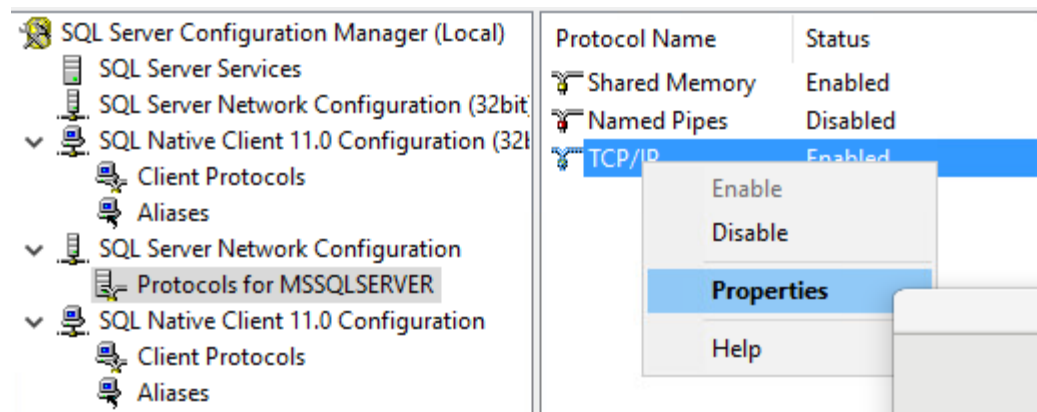 SQL Server Configuration Manager (Local)
SQL Server Services
SQL Server Network Configuration (32bit
SQL Native Client 11.0 Configuration (32
Client Protocols
Aliases
SQL Server Network Configuration
Protocols for MSSQLSERVER
SQL Native Client 11.0 Configuration
Client Protocols
Aliases
Protocol Name Status
Shared Memory Enabled
Named Pipes Disabled
TCP/IP Enabled
Enable
Disable
Properties
Help